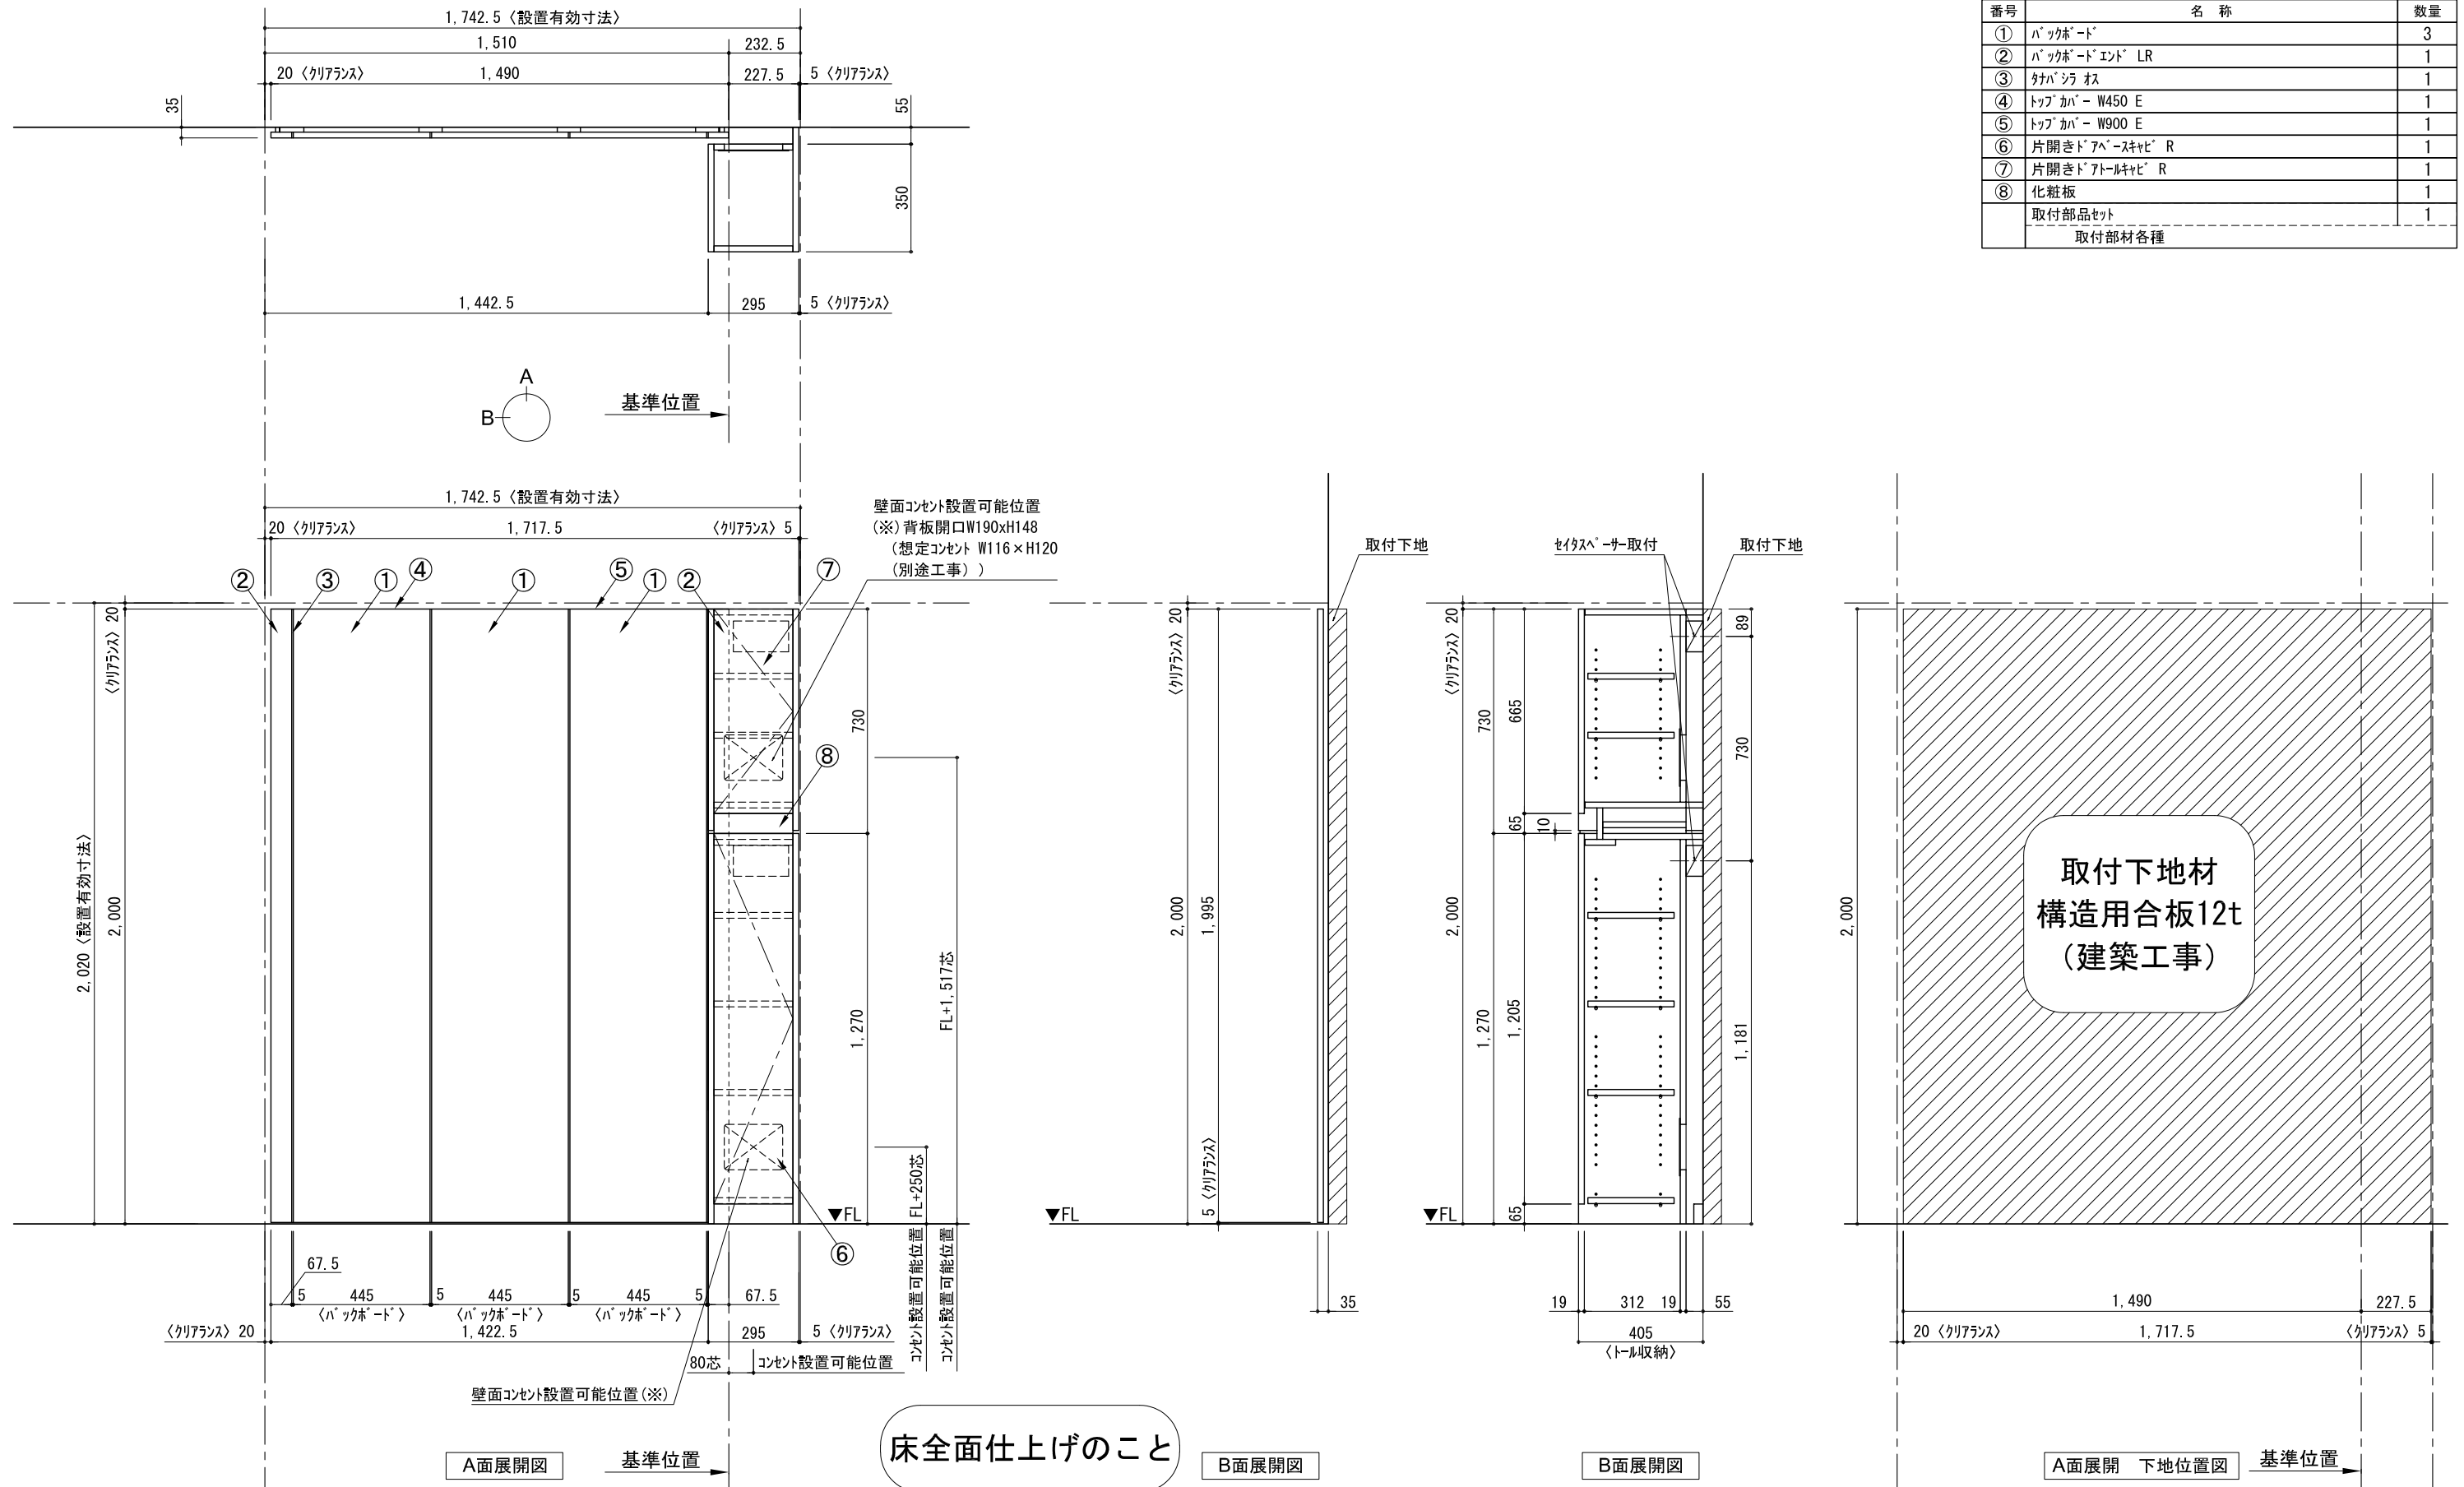 1,742.5〈設置有効寸法〉
1,510
232.5
20〈ｸﾘｱﾗﾝｽ〉
1,490
227.5
5〈ｸﾘｱﾗﾝｽ〉
35
55
350
1,442.5
295
5〈ｸﾘｱﾗﾝｽ〉
A
B
基準位置
番号 名 称 数量
① ﾊﾞｯｸﾎﾞｰﾄﾞ 3
② ﾊﾞｯｸﾎﾞｰﾄﾞｴﾝﾄﾞ LR 1
③ ﾀﾅﾊﾞｼﾗ ｵｽ 1
④ ﾄｯﾌﾟｶﾊﾞｰ W450 E 1
⑤ ﾄｯﾌﾟｶﾊﾞｰ W900 E 1
⑥ 片開きﾄﾞｱﾍﾞｰｽｷｬﾋﾞ R 1
⑦ 片開きﾄﾞｱﾄｰﾙｷｬﾋﾞ R 1
⑧ 化粧板 1
取付部品ｾｯﾄ 1
取付部材各種
1,742.5〈設置有効寸法〉
20〈ｸﾘｱﾗﾝｽ〉
1,717.5
〈ｸﾘｱﾗﾝｽ〉5
壁面ｺﾝｾﾝﾄ設置可能位置
(※)背板開口W190xH148
(想定ｺﾝｾﾝﾄ W116×H120
(別途工事))
② ③ ① ④ ① ⑤ ① ② ⑦
⑧
⑥
〈ｸﾘｱﾗﾝｽ〉20
2,020〈設置有効寸法〉
2,000
730
1,270
FL+1,517芯
FL+250芯
ｺﾝｾﾝﾄ設置可能位置
ｺﾝｾﾝﾄ設置可能位置
▼FL
67.5
5
445
〈ﾊﾞｯｸﾎﾞｰﾄﾞ〉
5
445
〈ﾊﾞｯｸﾎﾞｰﾄﾞ〉
5
445
〈ﾊﾞｯｸﾎﾞｰﾄﾞ〉
5
67.5
〈ｸﾘｱﾗﾝｽ〉20
1,422.5
295
5〈ｸﾘｱﾗﾝｽ〉
80芯
ｺﾝｾﾝﾄ設置可能位置
壁面ｺﾝｾﾝﾄ設置可能位置(※)
A面展開図
基準位置
床全面仕上げのこと
取付下地
〈ｸﾘｱﾗﾝｽ〉20
2,000
1,995
5〈ｸﾘｱﾗﾝｽ〉
▼FL
35
B面展開図
ｾｲﾀｽﾍﾟｰｻｰ取付
取付下地
〈ｸﾘｱﾗﾝｽ〉20
2,000
730
1,270
665
65
10
1,205
65
89
730
1,181
▼FL
19
312
19
55
405
〈ﾄｰﾙ収納〉
B面展開図
2,000
取付下地材
構造用合板12t
(建築工事)
1,490
227.5
20〈ｸﾘｱﾗﾝｽ〉
1,717.5
〈ｸﾘｱﾗﾝｽ〉5
A面展開 下地位置図
基準位置